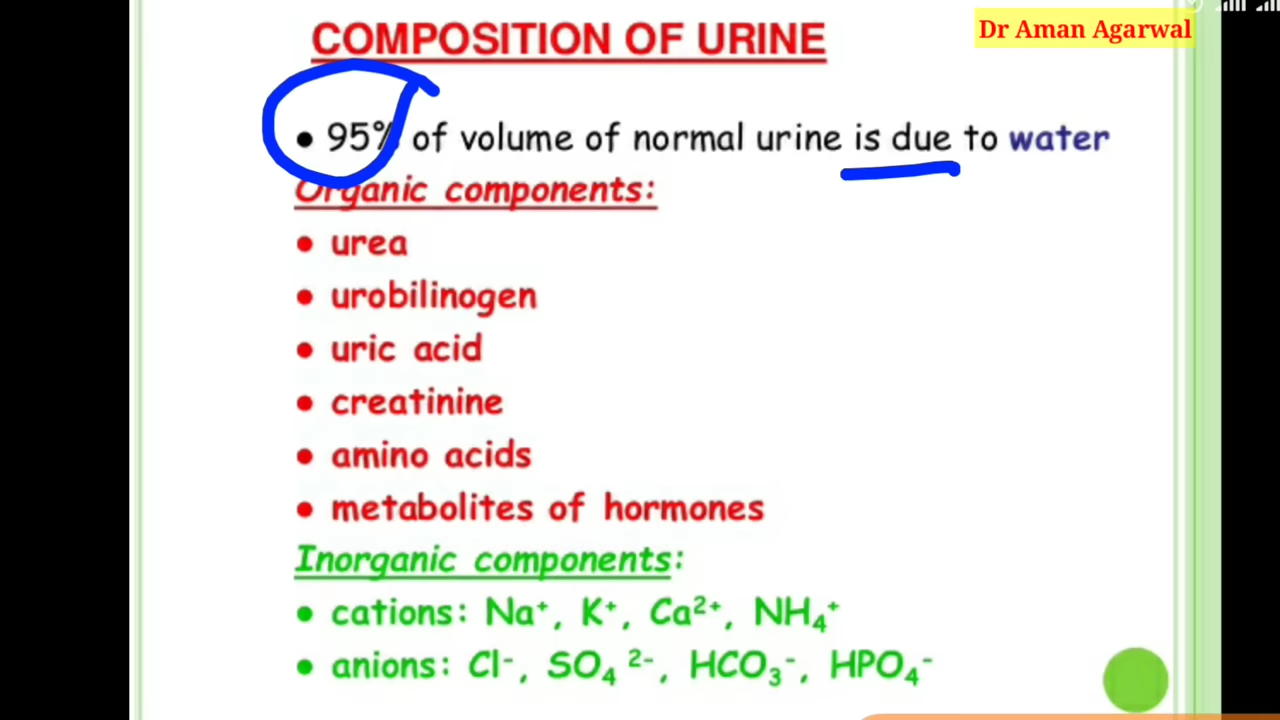 COMPOSITION OF URINE
Dr Aman Agarwal
• 95% of volume of normal urine is due to water
Organic components:
• urea
• urobilinogen
• uric acid
• creatinine
• amino acids
• metabolites of hormones
Inorganic components:
• cations: Na⁺, K⁺, Ca²⁺, NH₄⁺
• anions: Cl⁻, SO₄ ²⁻, HCO₃⁻, HPO₄⁻